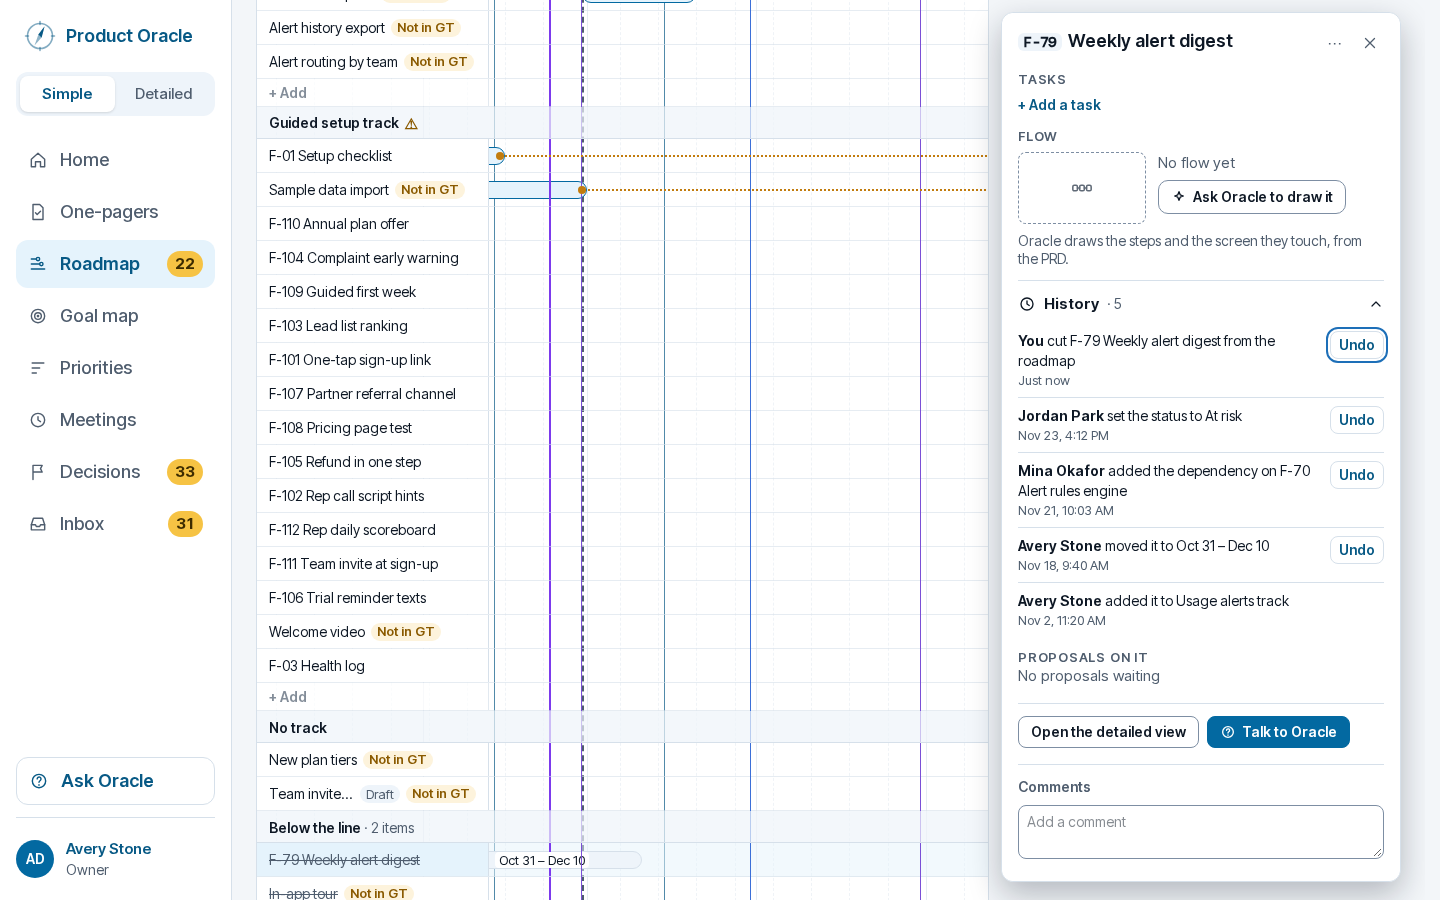 Product Oracle
Simple
Detailed
Home
One-pagers
Roadmap
22
Goal map
Priorities
Meetings
Decisions
33
Inbox
31
Ask Oracle
AD
Avery Stone
Owner
Alert history export
Not in GT
Alert routing by team
Not in GT
+ Add
Guided setup track
F-01 Setup checklist
Sample data import
Not in GT
F-110 Annual plan offer
F-104 Complaint early warning
F-109 Guided first week
F-103 Lead list ranking
F-101 One-tap sign-up link
F-107 Partner referral channel
F-108 Pricing page test
F-105 Refund in one step
F-102 Rep call script hints
F-112 Rep daily scoreboard
F-111 Team invite at sign-up
F-106 Trial reminder texts
Welcome video
Not in GT
F-03 Health log
+ Add
No track
New plan tiers
Not in GT
Team invite...
Draft
Not in GT
Below the line · 2 items
F-79 Weekly alert digest
Oct 31 – Dec 10
In-app tour
Not in GT
F-79 Weekly alert digest
TASKS
+ Add a task
FLOW
No flow yet
Ask Oracle to draw it
Oracle draws the steps and the screen they touch, from
the PRD.
History · 5
You cut F-79 Weekly alert digest from the
roadmap
Just now
Undo
Jordan Park set the status to At risk
Nov 23, 4:12 PM
Undo
Mina Okafor added the dependency on F-70
Alert rules engine
Nov 21, 10:03 AM
Undo
Avery Stone moved it to Oct 31 – Dec 10
Nov 18, 9:40 AM
Undo
Avery Stone added it to Usage alerts track
Nov 2, 11:20 AM
PROPOSALS ON IT
No proposals waiting
Open the detailed view
Talk to Oracle
Comments
Add a comment